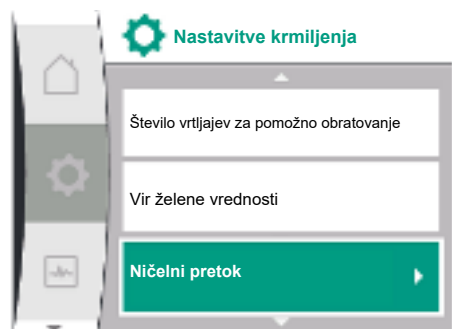 Nastavitve krmiljenja
Število vrtljajev za pomožno obratovanje
Vir želene vrednosti
Ničelni pretok